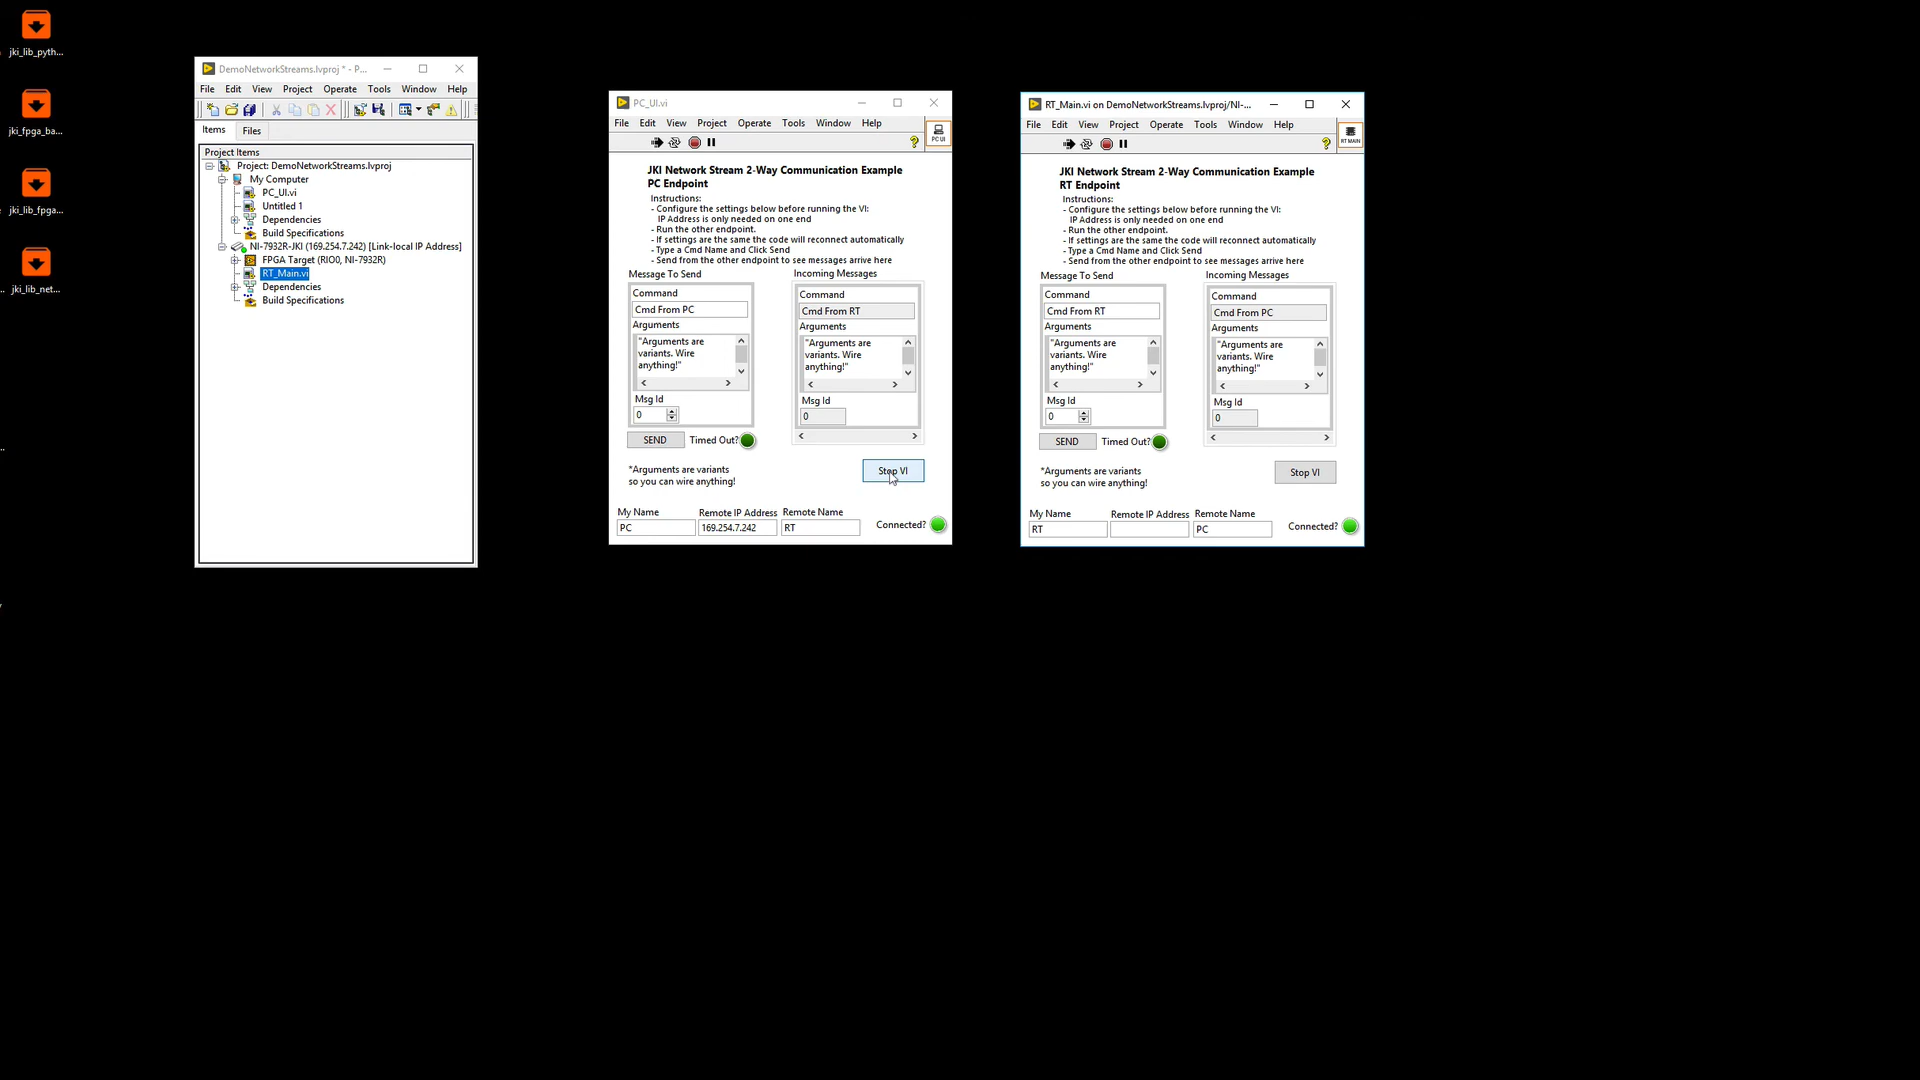 jki_lib_pyth...
jki_fpga_ba...
jki_lib_fpga...
jki_lib_net...
DemoNetworkStreams.lvproj * - P...
File Edit View Project Operate Tools Window Help
Items Files
Project Items
Project: DemoNetworkStreams.lvproj
My Computer
PC_UI.vi
Untitled 1
Dependencies
Build Specifications
NI-7932R-JKI (169.254.7.242) [Link-local IP Address]
FPGA Target (RIO0, NI-7932R)
RT_Main.vi
Dependencies
Build Specifications
PC_UI.vi
File Edit View Project Operate Tools Window Help
PC UI
JKI Network Stream 2-Way Communication Example
PC Endpoint
Instructions:
- Configure the settings below before running the VI:
IP Address is only needed on one end
- Run the other endpoint.
- If settings are the same the code will reconnect automatically
- Type a Cmd Name and Click Send
- Send from the other endpoint to see messages arrive here
Message To Send
Command
Cmd From PC
Arguments
"Arguments are
variants. Wire
anything!"
Msg Id
0
SEND Timed Out?
Incoming Messages
Command
Cmd From RT
Arguments
"Arguments are
variants. Wire
anything!"
Msg Id
0
*Arguments are variants
so you can wire anything!
Stop VI
My Name Remote IP Address Remote Name
PC 169.254.7.242 RT
Connected?
RT_Main.vi on DemoNetworkStreams.lvproj/NI-...
File Edit View Project Operate Tools Window Help
RT MAIN
JKI Network Stream 2-Way Communication Example
RT Endpoint
Instructions:
- Configure the settings below before running the VI:
IP Address is only needed on one end
- Run the other endpoint.
- If settings are the same the code will reconnect automatically
- Type a Cmd Name and Click Send
- Send from the other endpoint to see messages arrive here
Message To Send
Command
Cmd From RT
Arguments
"Arguments are
variants. Wire
anything!"
Msg Id
0
SEND Timed Out?
Incoming Messages
Command
Cmd From PC
Arguments
"Arguments are
variants. Wire
anything!"
Msg Id
0
*Arguments are variants
so you can wire anything!
Stop VI
My Name Remote IP Address Remote Name
RT PC
Connected?